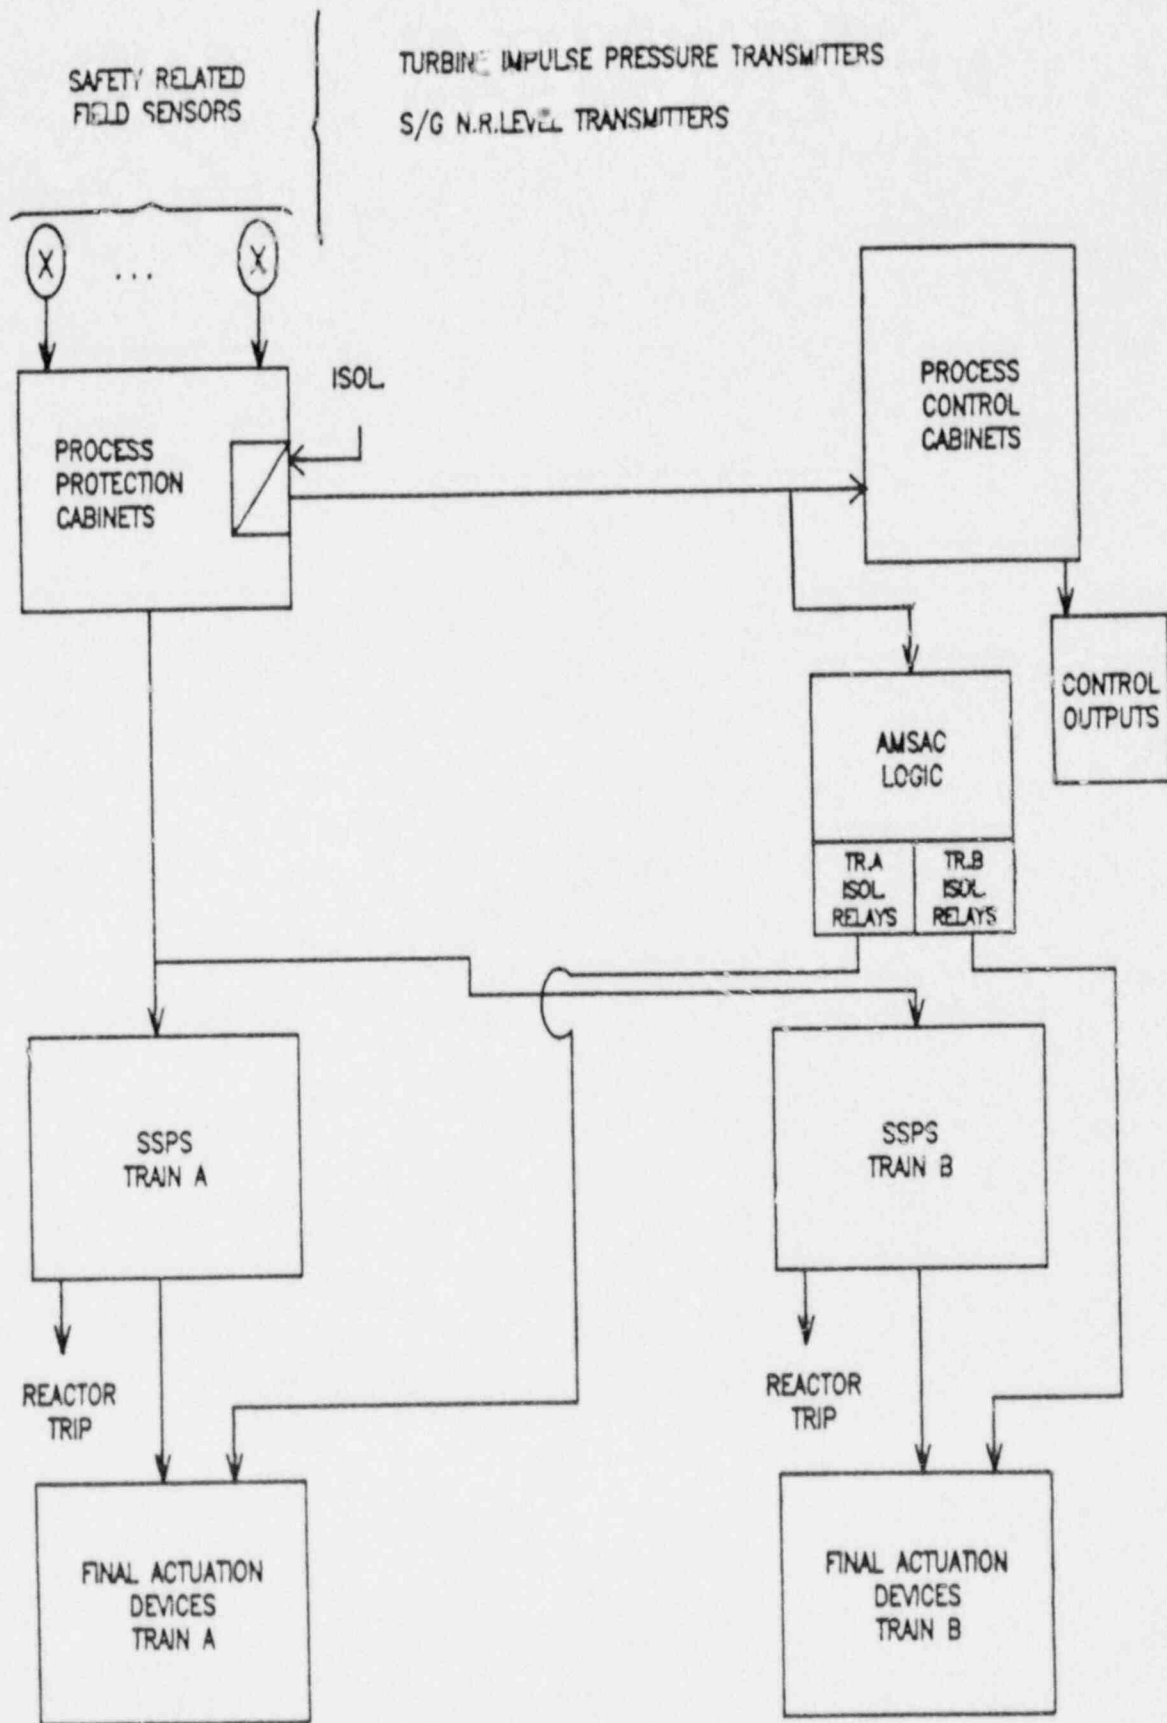 SAFETY RELATED
FIELD SENSORS
TURBINE IMPULSE PRESSURE TRANSMITTERS
S/G N.R.LEVEL TRANSMITTERS
X
...
X
ISOL.
PROCESS
PROTECTION
CABINETS
PROCESS
CONTROL
CABINETS
CONTROL
OUTPUTS
AMSAC
LOGIC
TR.A
ISOL.
RELAYS
TR.B
ISOL.
RELAYS
SSPS
TRAIN A
SSPS
TRAIN B
REACTOR
TRIP
REACTOR
TRIP
FINAL ACTUATION
DEVICES
TRAIN A
FINAL ACTUATION
DEVICES
TRAIN B